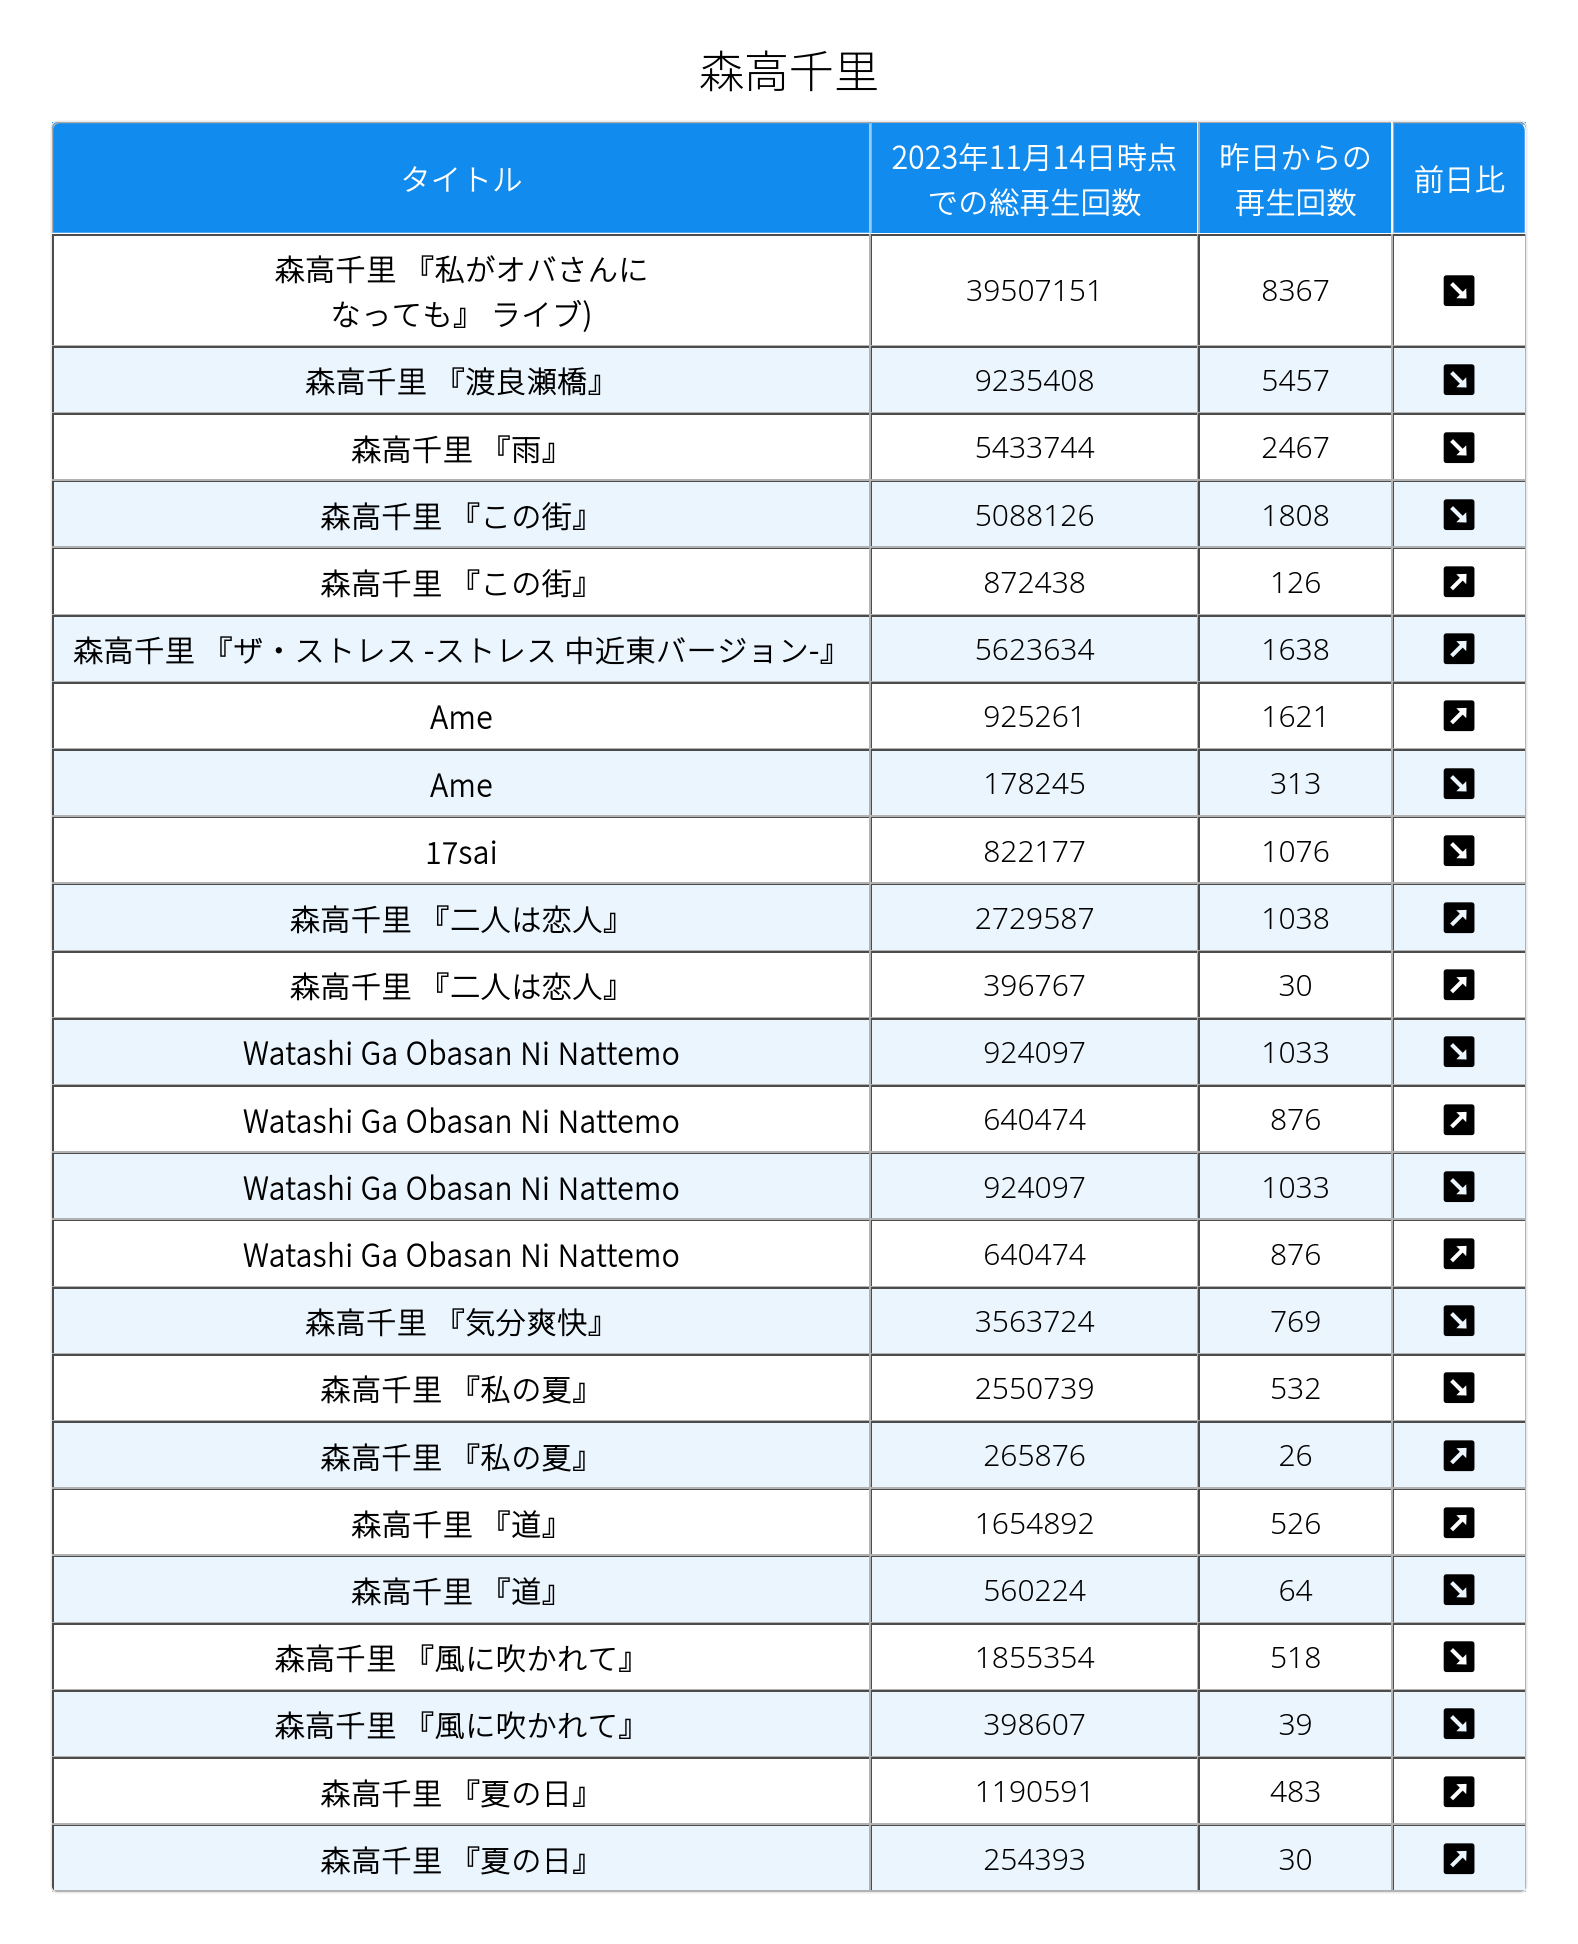 森高千里
タイトル
2023年11月14日時点
での総再生回数
昨日からの
再生回数
前日比
森高千里 『私がオバさんに
なっても』 ライブ)
39507151
8367
森高千里 『渡良瀬橋』
9235408
5457
森高千里 『雨』
5433744
2467
森高千里 『この街』
5088126
1808
森高千里 『この街』
872438
126
森高千里 『ザ・ストレス -ストレス 中近東バージョン-』
5623634
1638
Ame
925261
1621
Ame
178245
313
17sai
822177
1076
森高千里 『二人は恋人』
2729587
1038
森高千里 『二人は恋人』
396767
30
Watashi Ga Obasan Ni Nattemo
924097
1033
Watashi Ga Obasan Ni Nattemo
640474
876
Watashi Ga Obasan Ni Nattemo
924097
1033
Watashi Ga Obasan Ni Nattemo
640474
876
森高千里 『気分爽快』
3563724
769
森高千里 『私の夏』
2550739
532
森高千里 『私の夏』
265876
26
森高千里 『道』
1654892
526
森高千里 『道』
560224
64
森高千里 『風に吹かれて』
1855354
518
森高千里 『風に吹かれて』
398607
39
森高千里 『夏の日』
1190591
483
森高千里 『夏の日』
254393
30